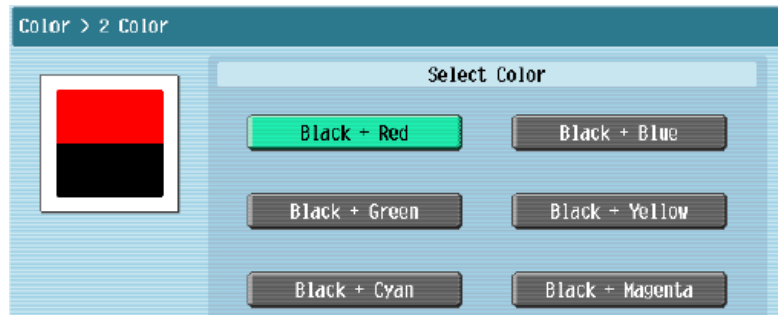 Color > 2 Color
Select Color
Black + Red
Black + Blue
Black + Green
Black + Yellow
Black + Cyan
Black + Magenta